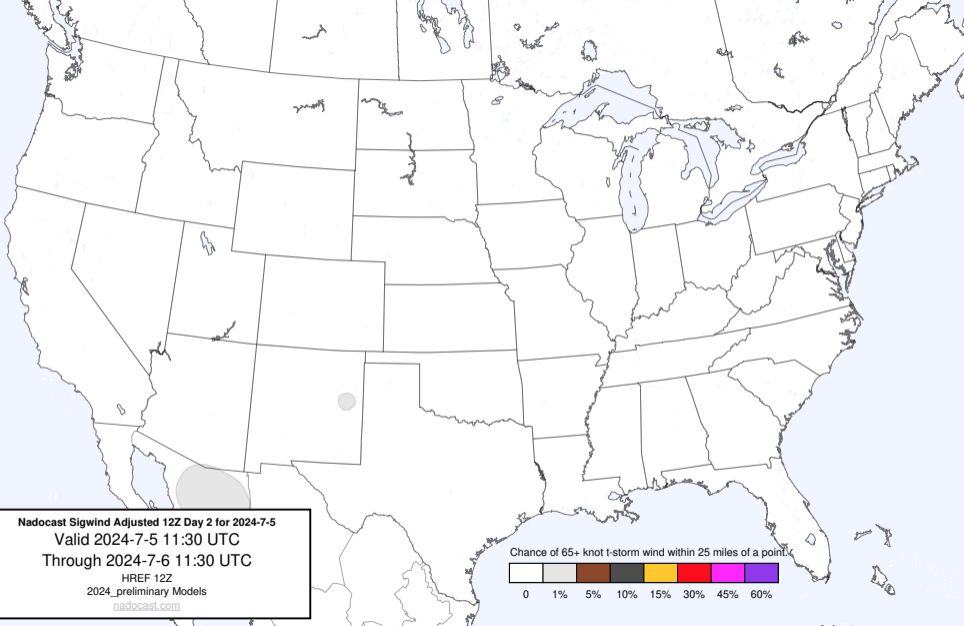 Nadocast Sigwind Adjusted 12Z Day 2 for 2024-7-5
Valid 2024-7-5 11:30 UTC
Through 2024-7-6 11:30 UTC
HREF 12Z
2024_preliminary Models
nadocast.com
Chance of 65+ knot t-storm wind within 25 miles of a point.
0 1% 5% 10% 15% 30% 45% 60%